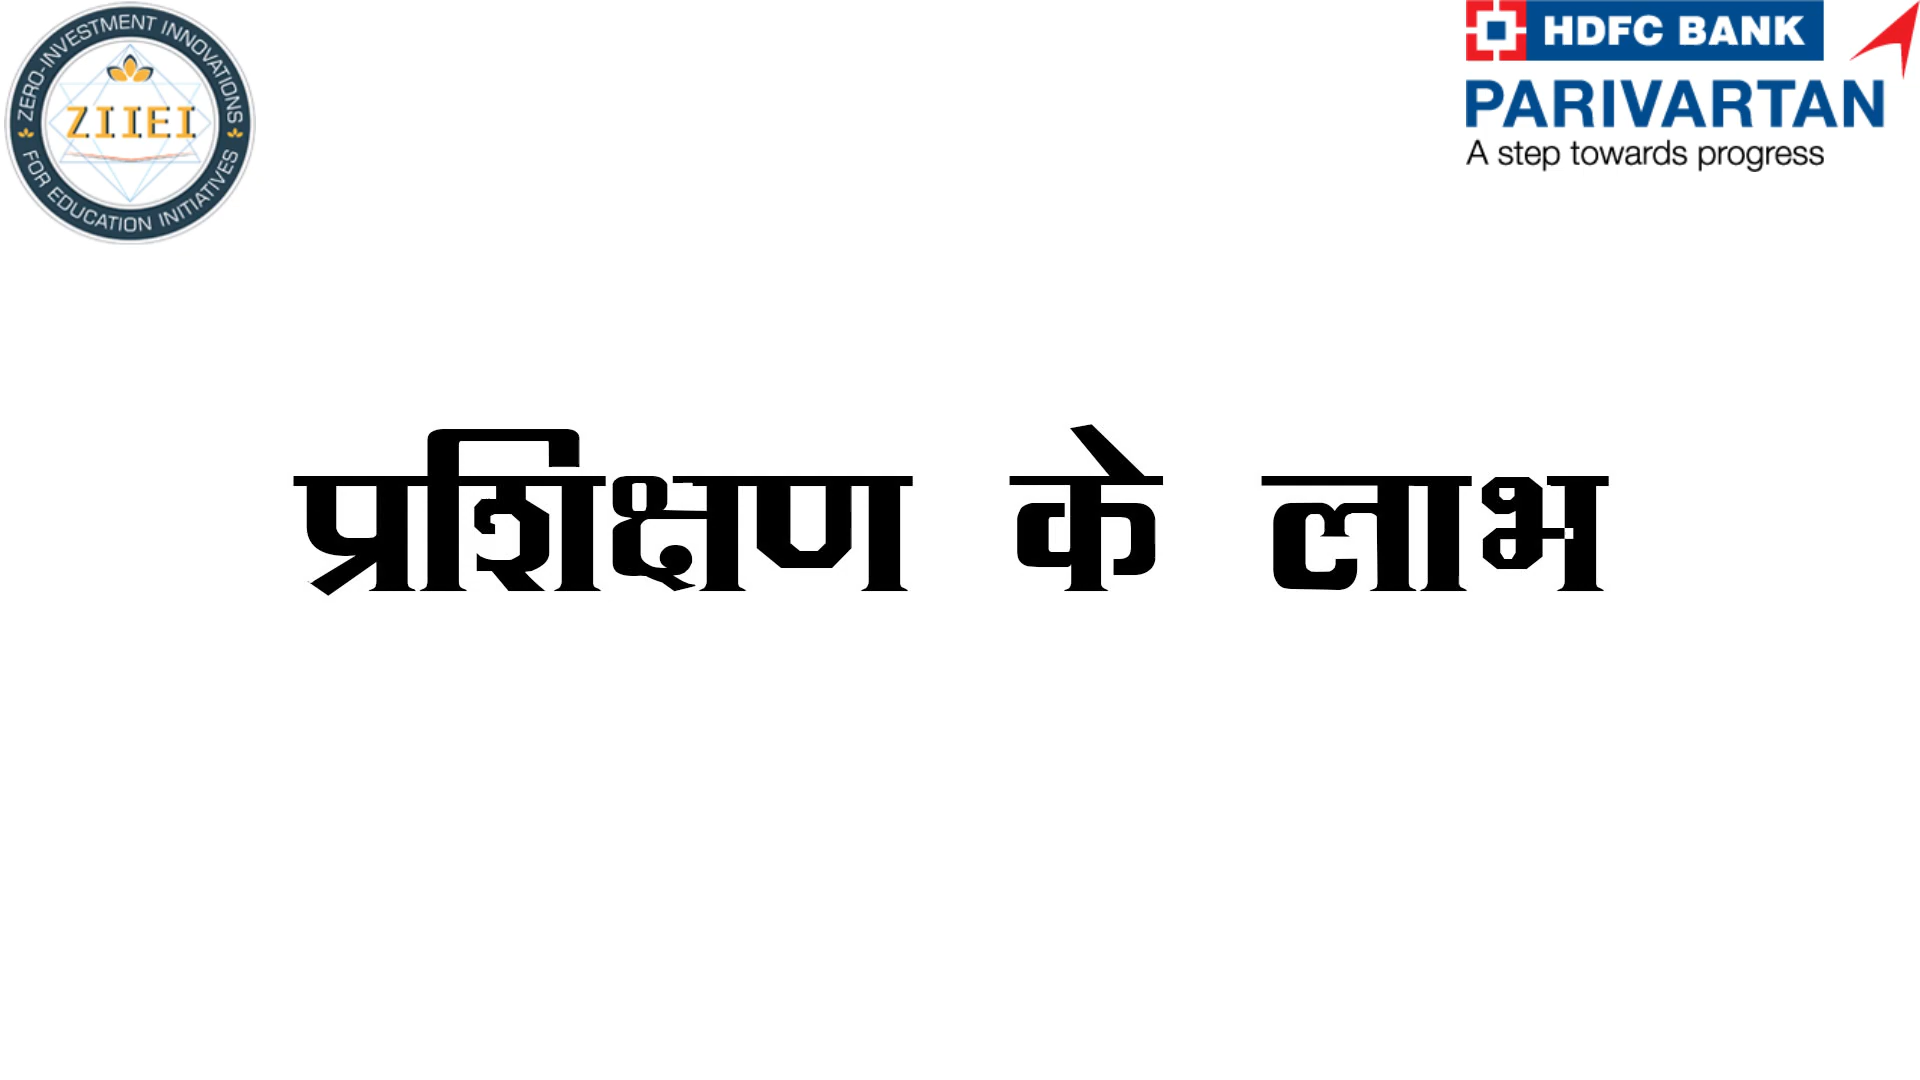 ZERO-INVESTMENT INNOVATIONS
ZIIEI
FOR EDUCATION INITIATIVES
HDFC BANK
PARIVARTAN
A step towards progress
प्रशिक्षण के लाभ